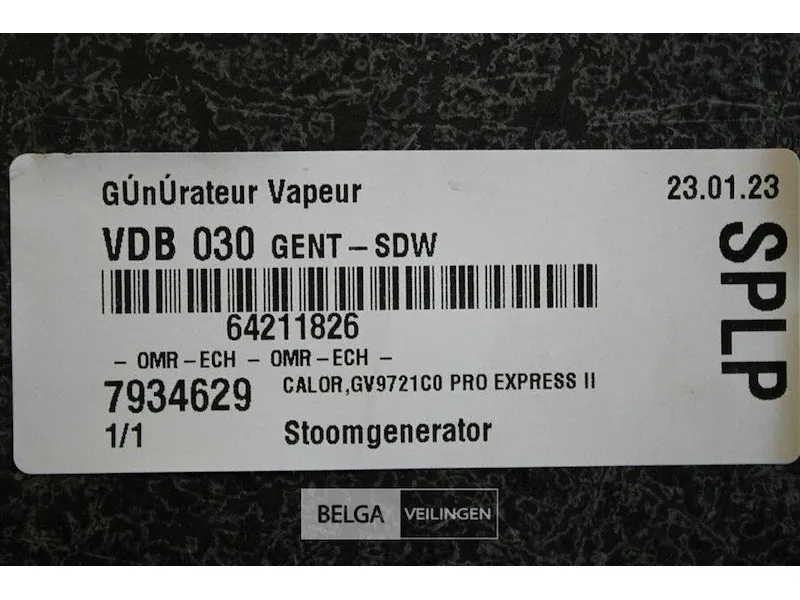 GÚnÚrateur Vapeur
23.01.23
VDB 030 GENT – SDW
64211826
– OMR – ECH – OMR – ECH –
7934629
CALOR,GV9721C0 PRO EXPRESS II
1/1
Stoomgenerator
SPLP
BELGA VEILINGEN